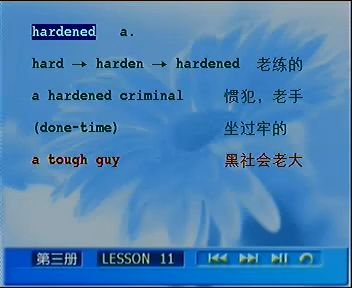 hardened a.
hard → harden → hardened 老练的
a hardened criminal 惯犯，老手
(done-time) 坐过牢的
a tough guy 黑社会老大
第三册 LESSON 11